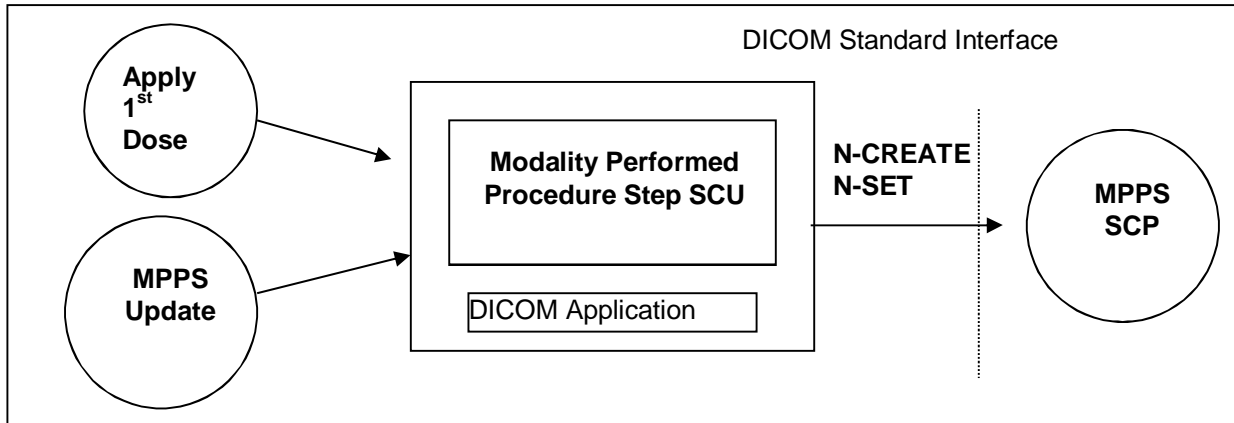 DICOM Standard Interface
Apply
1st
Dose
MPPS
Update
Modality Performed
Procedure Step SCU
DICOM Application
N-CREATE
N-SET
MPPS
SCP